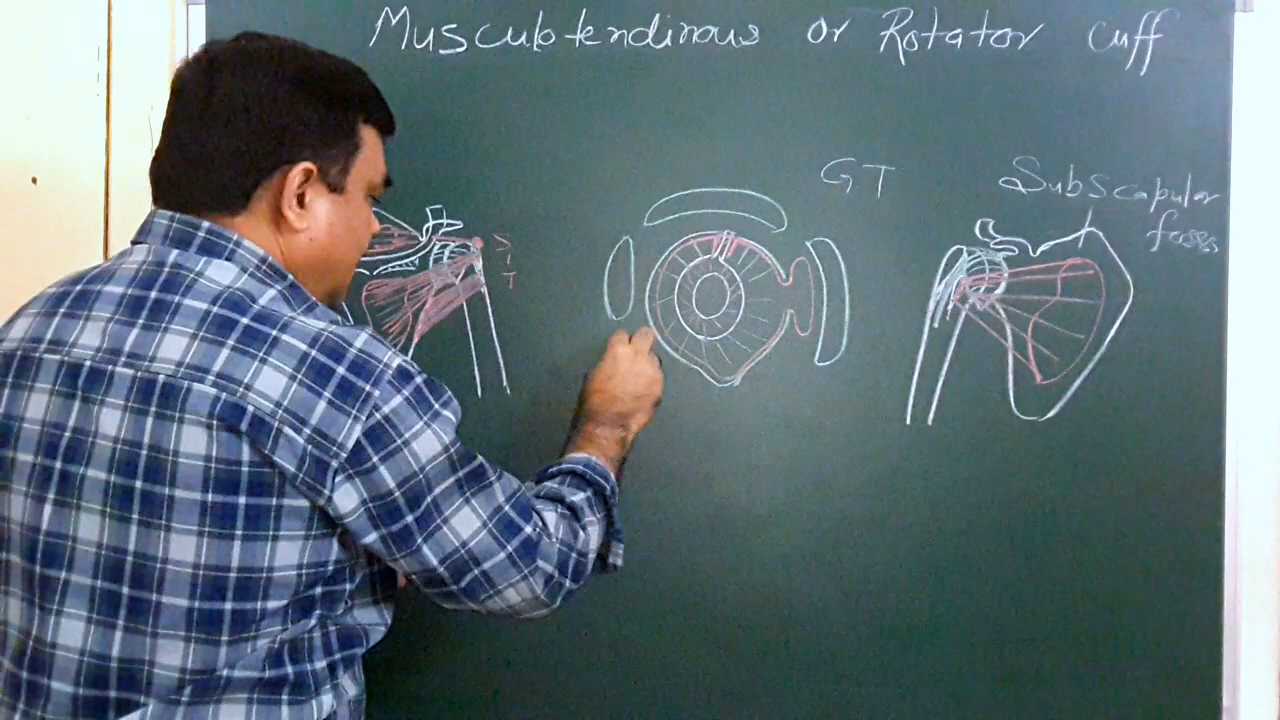 Musculotendinous or Rotator cuff
GT
Subscapular
fossa
S
I
T